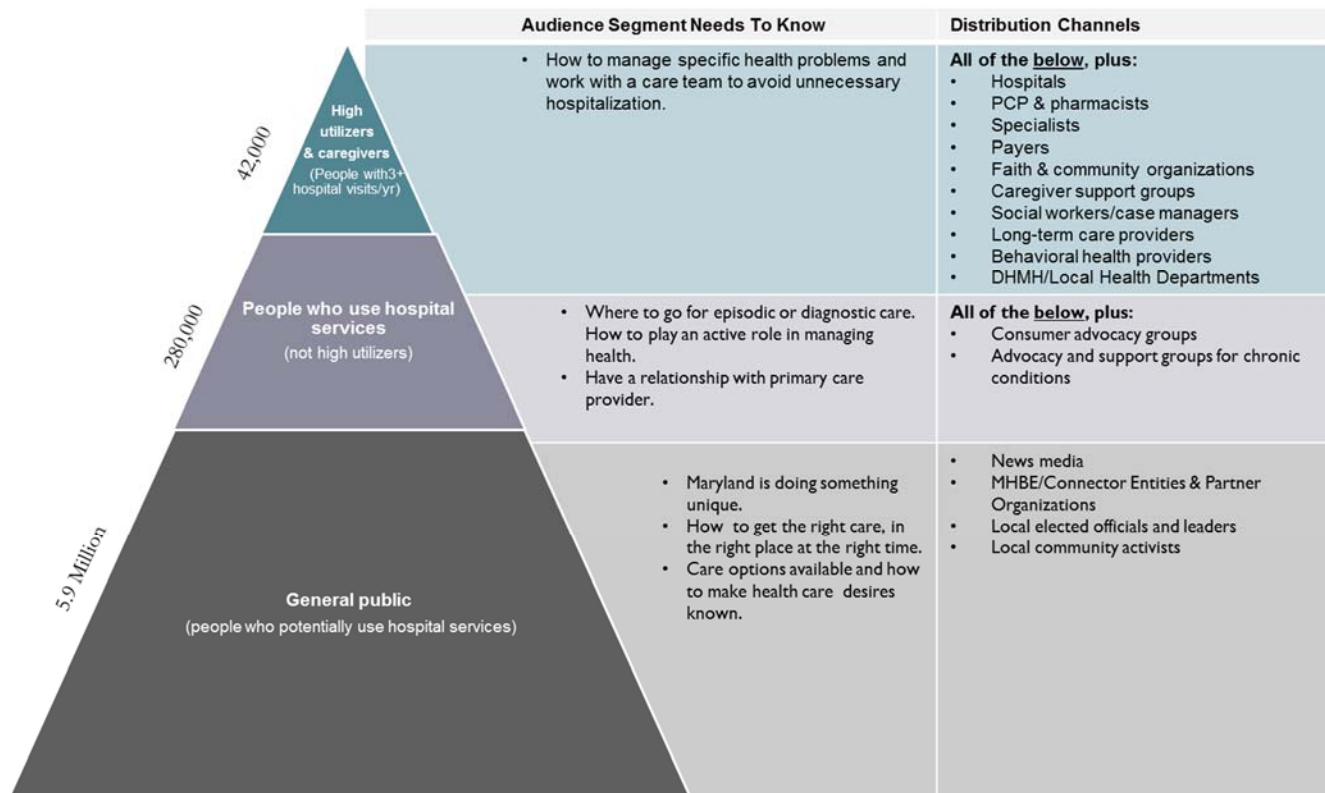 Audience Segment Needs To Know
Distribution Channels
42,000
High
utilizers
& caregivers
(People with3+
hospital visits/yr)
• How to manage specific health problems and
work with a care team to avoid unnecessary
hospitalization.
All of the below, plus:
• Hospitals
• PCP & pharmacists
• Specialists
• Payers
• Faith & community organizations
• Caregiver support groups
• Social workers/case managers
• Long-term care providers
• Behavioral health providers
• DHMH/Local Health Departments
280,000
People who use hospital
services
(not high utilizers)
• Where to go for episodic or diagnostic care.
How to play an active role in managing
health.
• Have a relationship with primary care
provider.
All of the below, plus:
• Consumer advocacy groups
• Advocacy and support groups for chronic
conditions
5.9 Million
General public
(people who potentially use hospital services)
• Maryland is doing something
unique.
• How to get the right care, in
the right place at the right time.
• Care options available and how
to make health care desires
known.
• News media
• MHBE/Connector Entities & Partner
Organizations
• Local elected officials and leaders
• Local community activists